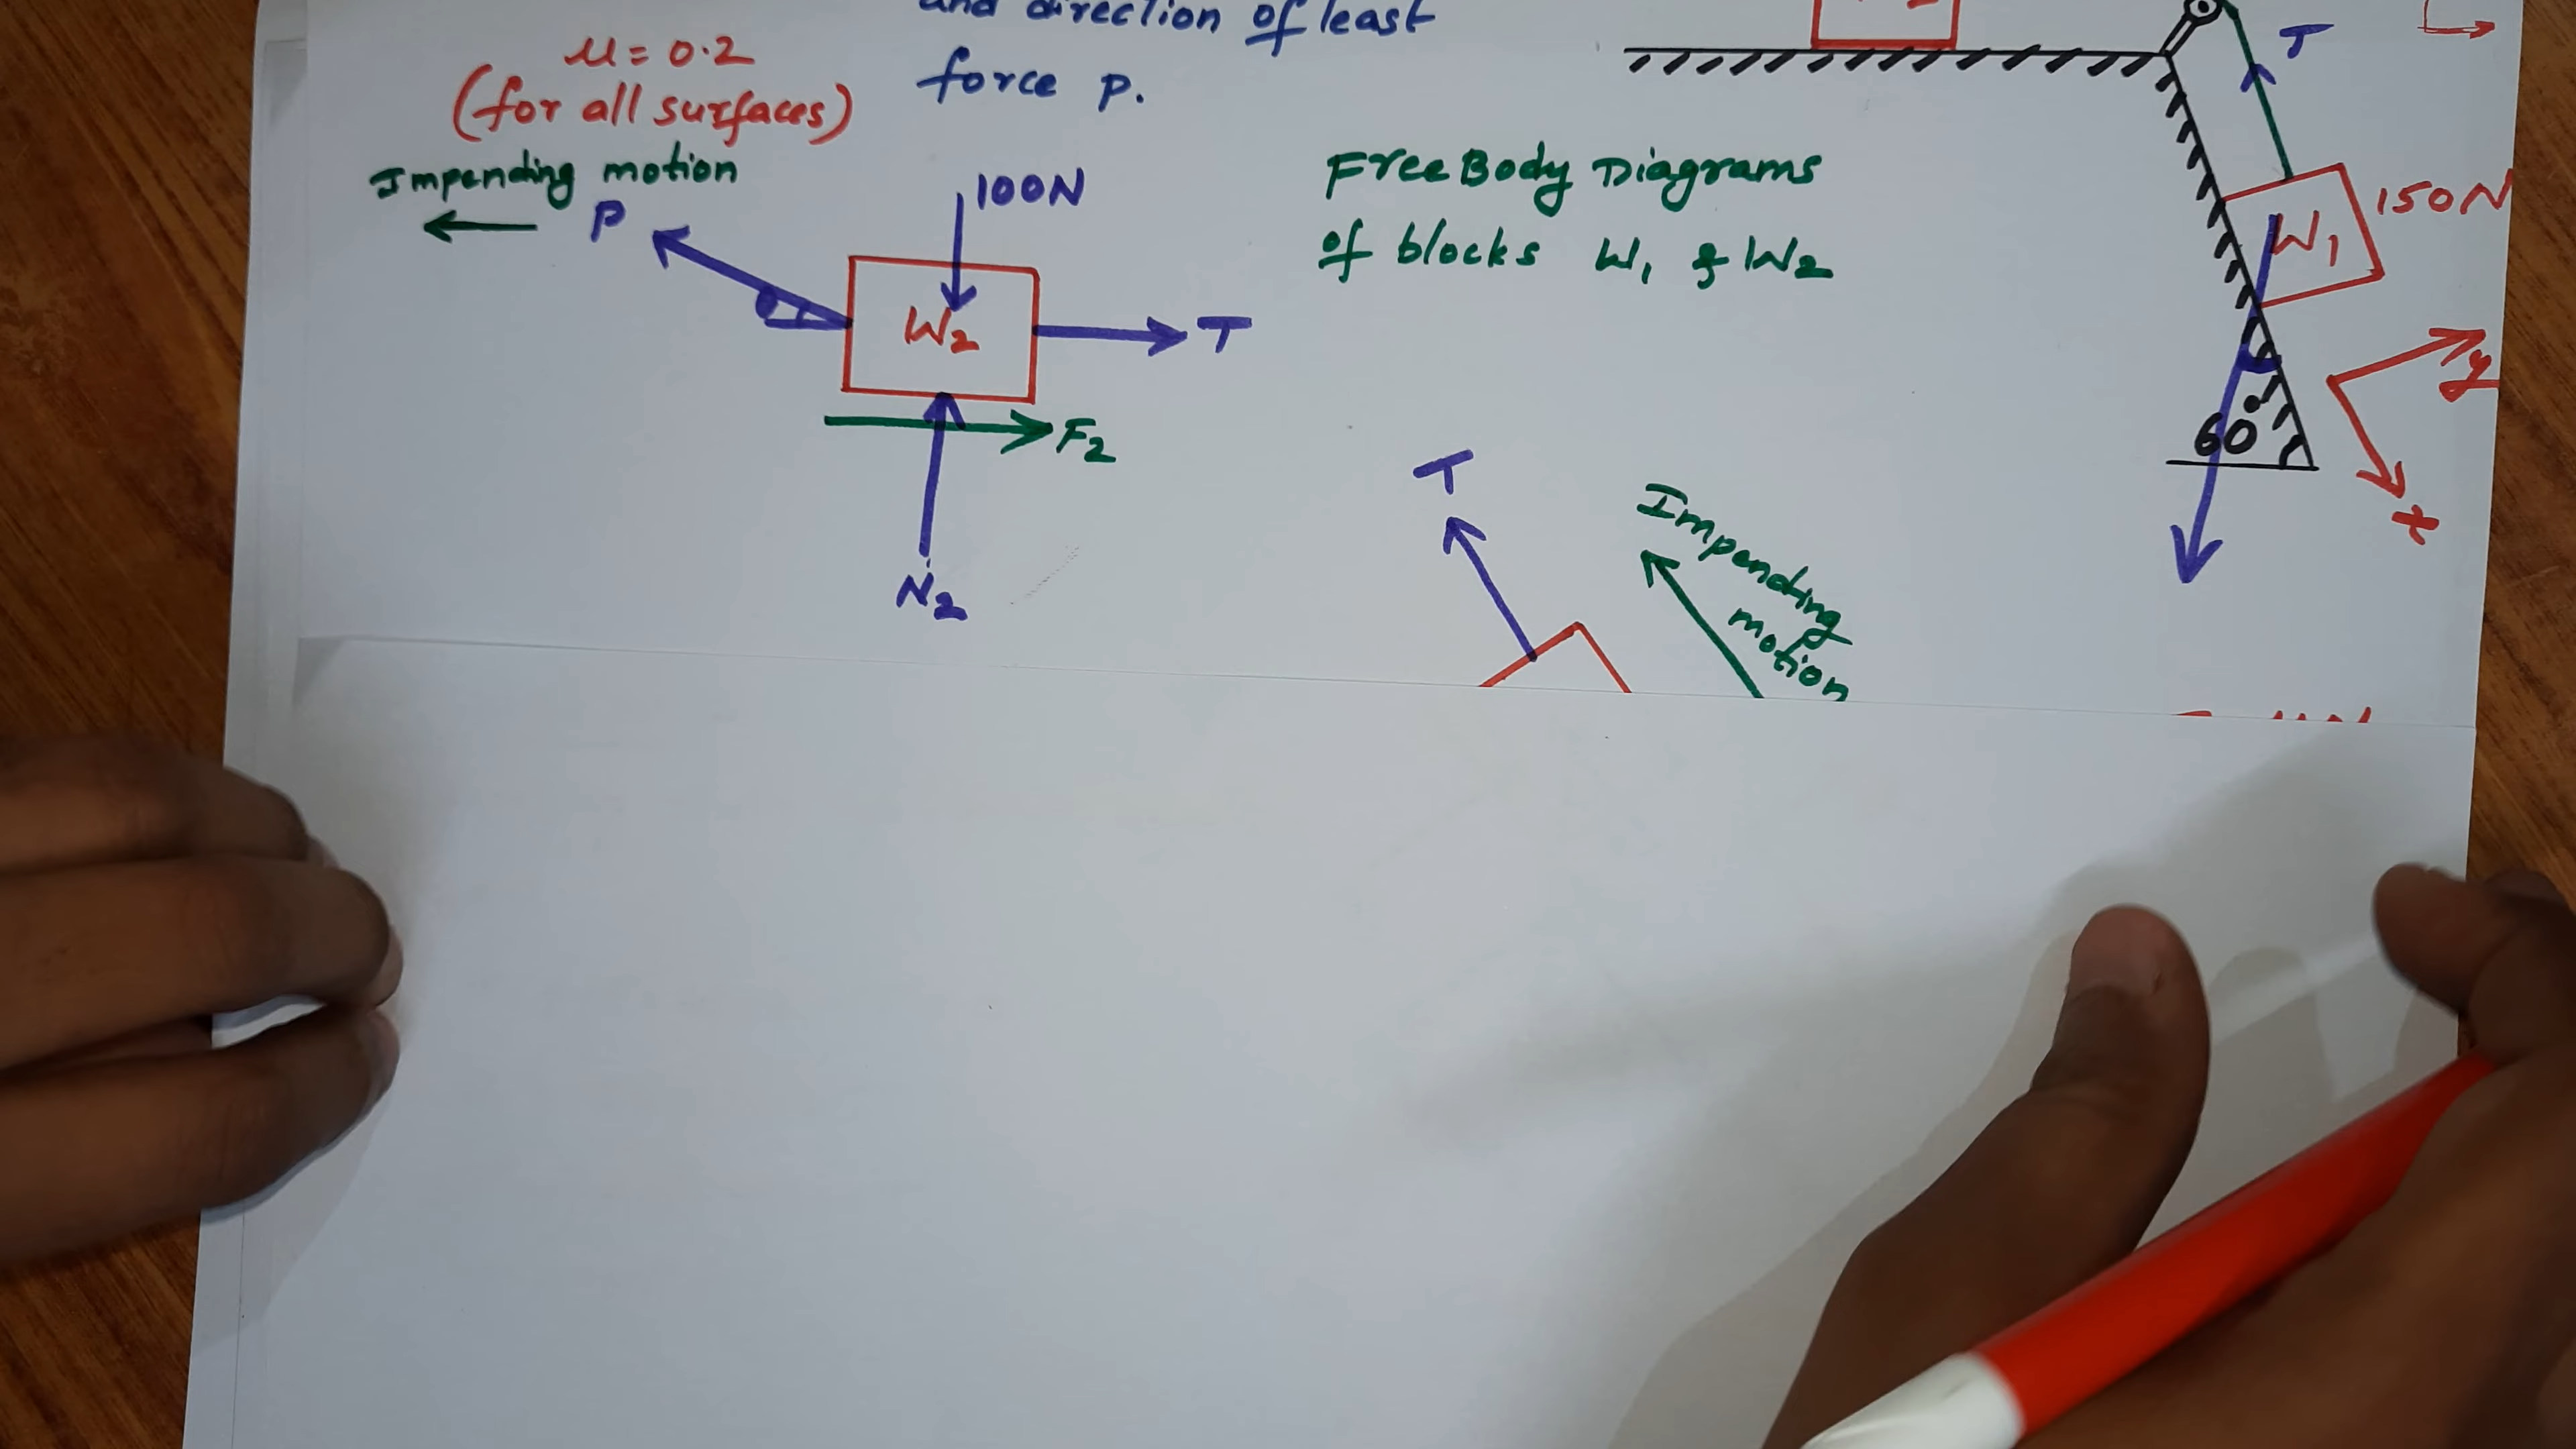 and direction of least
force P.
μ = 0.2
(for all surfaces)
Impending motion
P
θ
100N
W2
T
F2
N2
Free Body Diagrams
of blocks W1 & W2
T
150N
W1
y
x
60°
T
Impending
motion